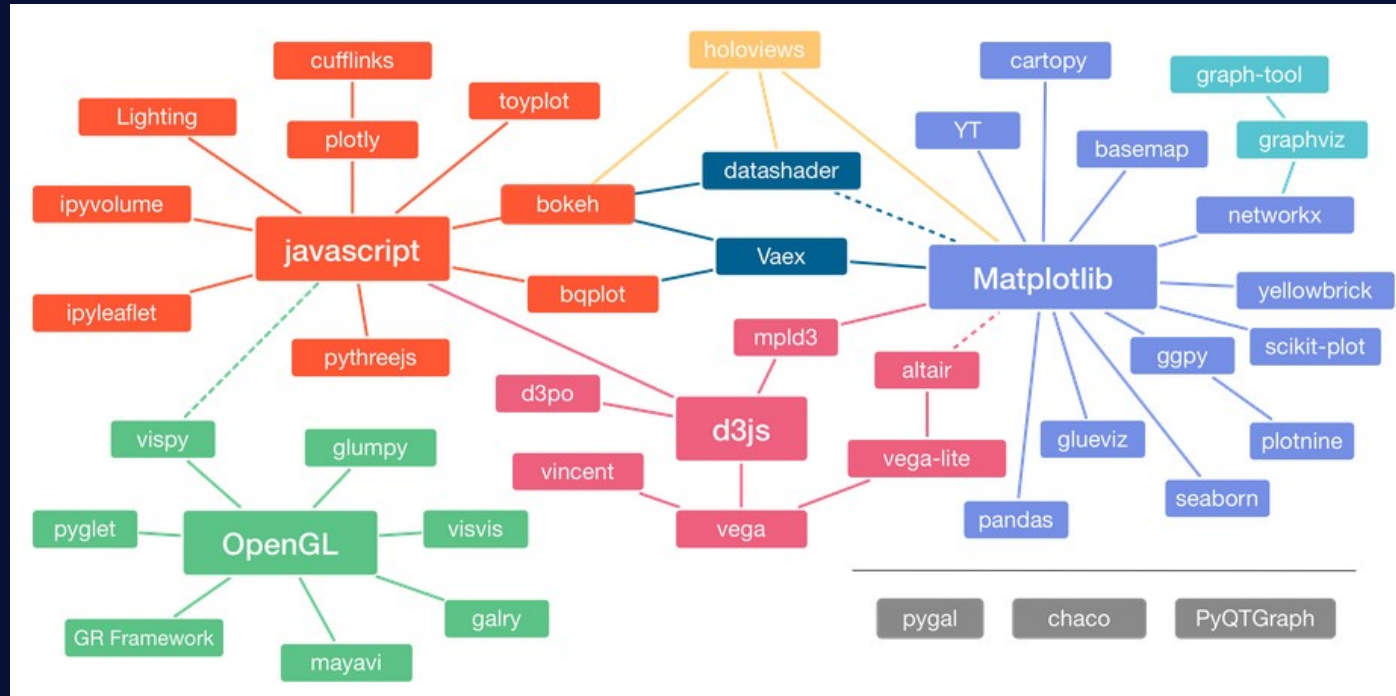 cufflinks
holoviews
cartopy
graph-tool
Lighting
toyplot
plotly
YT
basemap
graphviz
datashader
ipyvolume
bokeh
networkx
javascript
Vaex
Matplotlib
bqplot
yellowbrick
ipyleaflet
mpld3
scikit-plot
pythreejs
ggpy
altair
d3po
d3js
vispy
glumpy
glueviz
plotnine
vincent
vega-lite
seaborn
pandas
pyglet
OpenGL
visvis
vega
galry
GR Framework
mayavi
pygal
chaco
PyQTGraph